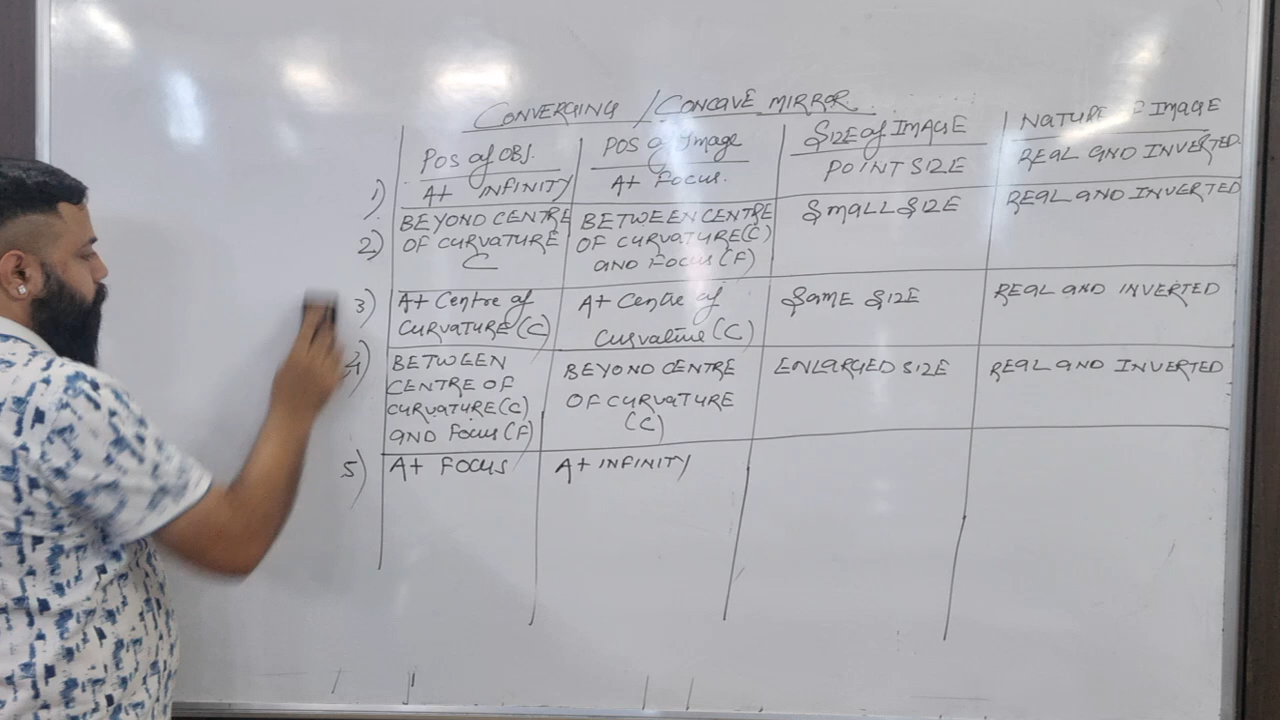 CONVERGING / CONCAVE MIRROR
POS of OBJ.
POS of Image
SIZE of IMAGE
NATURE OF IMAGE
1) At INFINITY
At FOCUS.
POINT SIZE
REAL AND INVERTED.
2) BEYOND CENTRE
OF CURVATURE
C
BETWEEN CENTRE
OF CURVATURE(C)
AND FOCUS(F)
SMALL SIZE
REAL AND INVERTED
3) At Centre of
CURVATURE(C)
At Centre of
Curvature(C)
SAME SIZE
REAL AND INVERTED
4) BETWEEN
CENTRE OF
CURVATURE(C)
AND FOCUS(F)
BEYOND CENTRE
OF CURVATURE
(C)
ENLARGED SIZE
REAL AND INVERTED
5) At FOCUS
At INFINITY